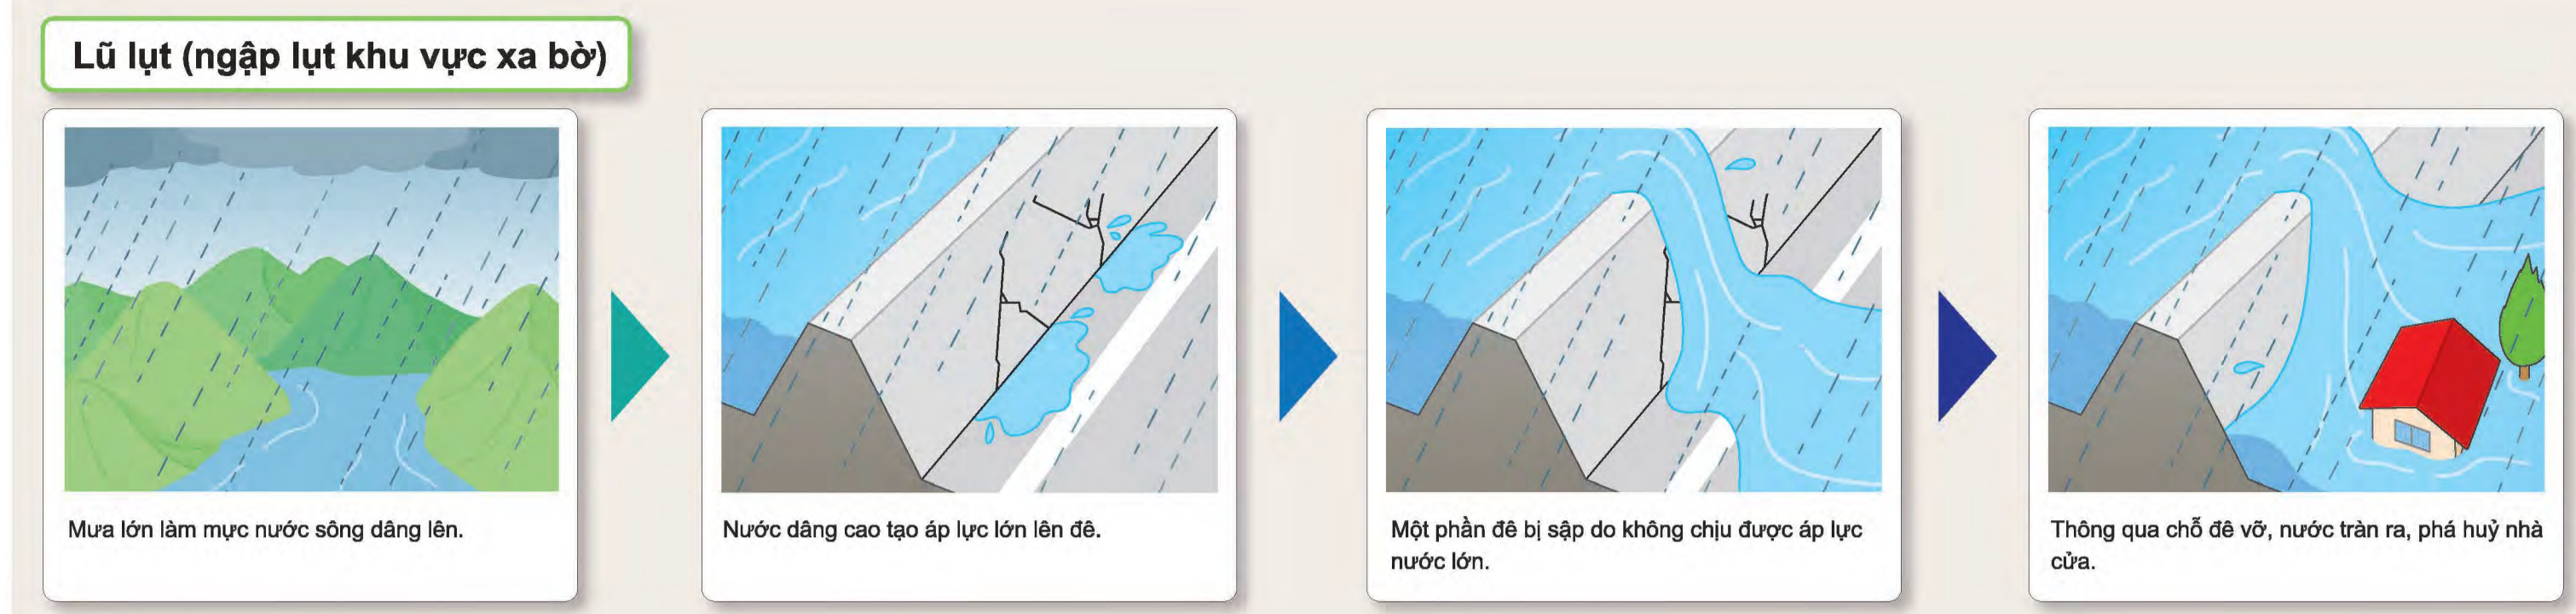 Lũ lụt (ngập lụt khu vực xa bờ)
Mưa lớn làm mực nước sông dâng lên.
Nước dâng cao tạo áp lực lớn lên đê.
Một phần đê bị sập do không chịu được áp lực
nước lớn.
Thông qua chỗ đê vỡ, nước tràn ra, phá huỷ nhà
cửa.